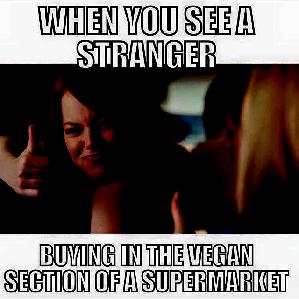 WHEN YOU SEE A
STRANGER
BUYING IN THE VEGAN
SECTION OF A SUPERMARKET